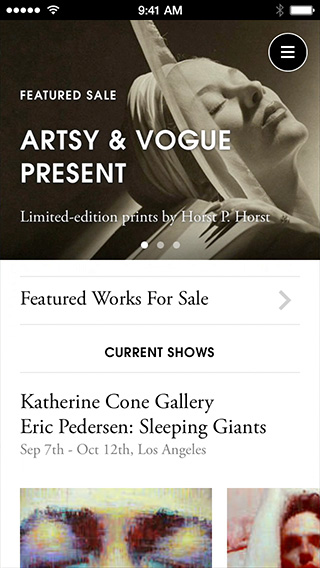 9:41 AM
FEATURED SALE
ARTSY & VOGUE
PRESENT
Limited-edition prints by Horst P. Horst
Featured Works For Sale
CURRENT SHOWS
Katherine Cone Gallery
Eric Pedersen: Sleeping Giants
Sep 7th - Oct 12th, Los Angeles